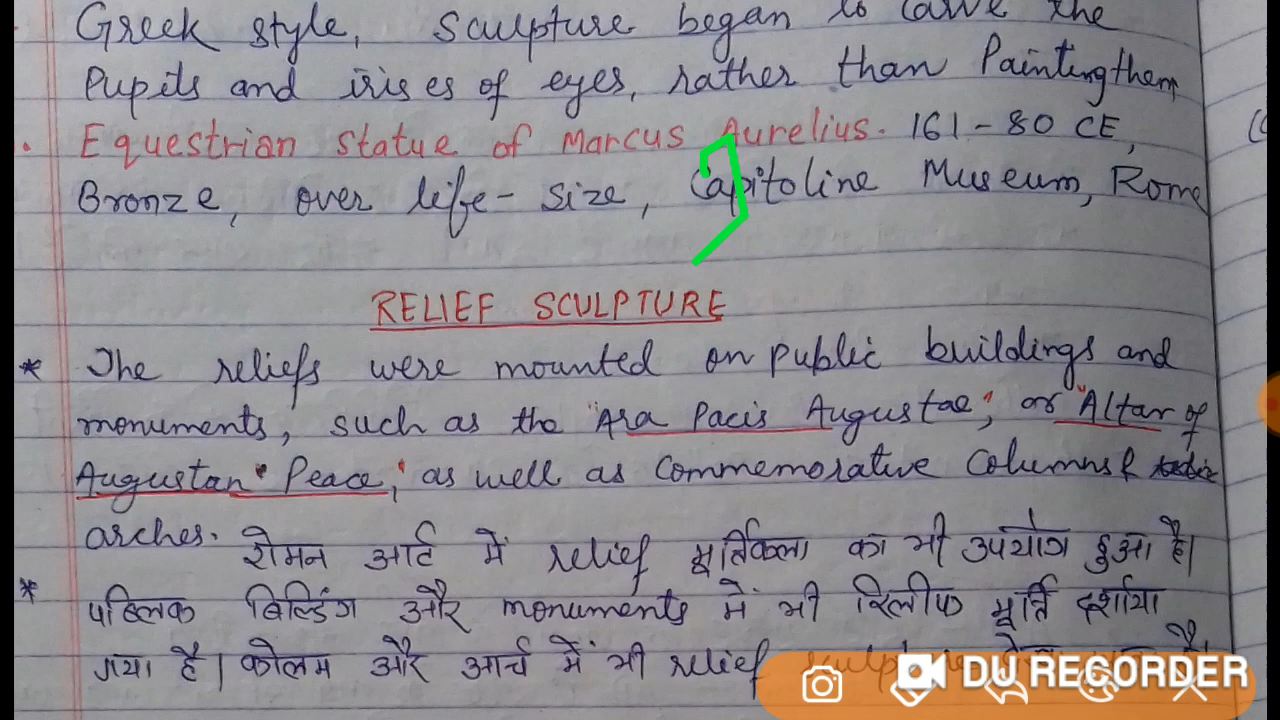 Greek style, Sculpture began to carve the
Pupils and irises of eyes, rather than Painting them
• Equestrian statue of Marcus Aurelius. 161-80 CE,
Bronze, over life-size, Capitoline Museum, Rome
RELIEF SCULPTURE
* The reliefs were mounted on public buildings and
monuments, such as the "Ara Pacis Augustae", or "Altar of
Augustan Peace", as well as Commemorative Columns &
arches. रोमन आर्ट में relief मूर्तिकला का भी उपयोग हुआ है।
* पब्लिक बिल्डिंग और monuments में भी रिलीफ मूर्ति दर्शाया
गया है। कोलम और आर्च में भी relief sculpture
DU RECORDER